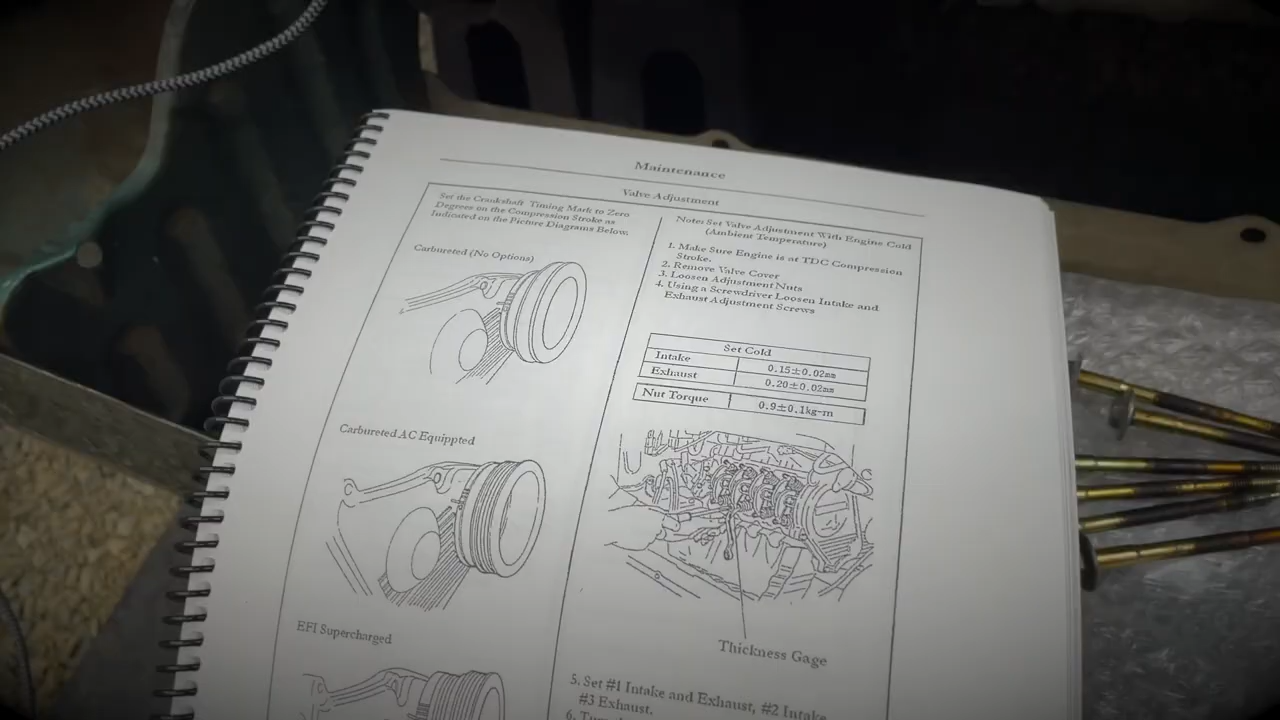 Maintenance
Valve Adjustment
Set the Crankshaft Timing Mark to Zero
Degrees on the Compression Stroke as
Indicated on the Picture Diagrams Below.
Carbureted (No Options)
Carbureted AC Equippted
EFI Supercharged
Note: Set Valve Adjustment With Engine Cold
(Ambient Temperature)
1. Make Sure Engine is at TDC Compression
Stroke.
2. Remove Valve Cover
3. Loosen Adjustment Nuts
4. Using a Screwdriver Loosen Intake and
Exhaust Adjustment Screws
Set Cold
Intake 0.15±0.02mm
Exhaust 0.20±0.02mm
Nut Torque 0.9±0.1kg-m
Thickness Gage
5. Set #1 Intake and Exhaust, #2 Intake
#3 Exhaust.
6.